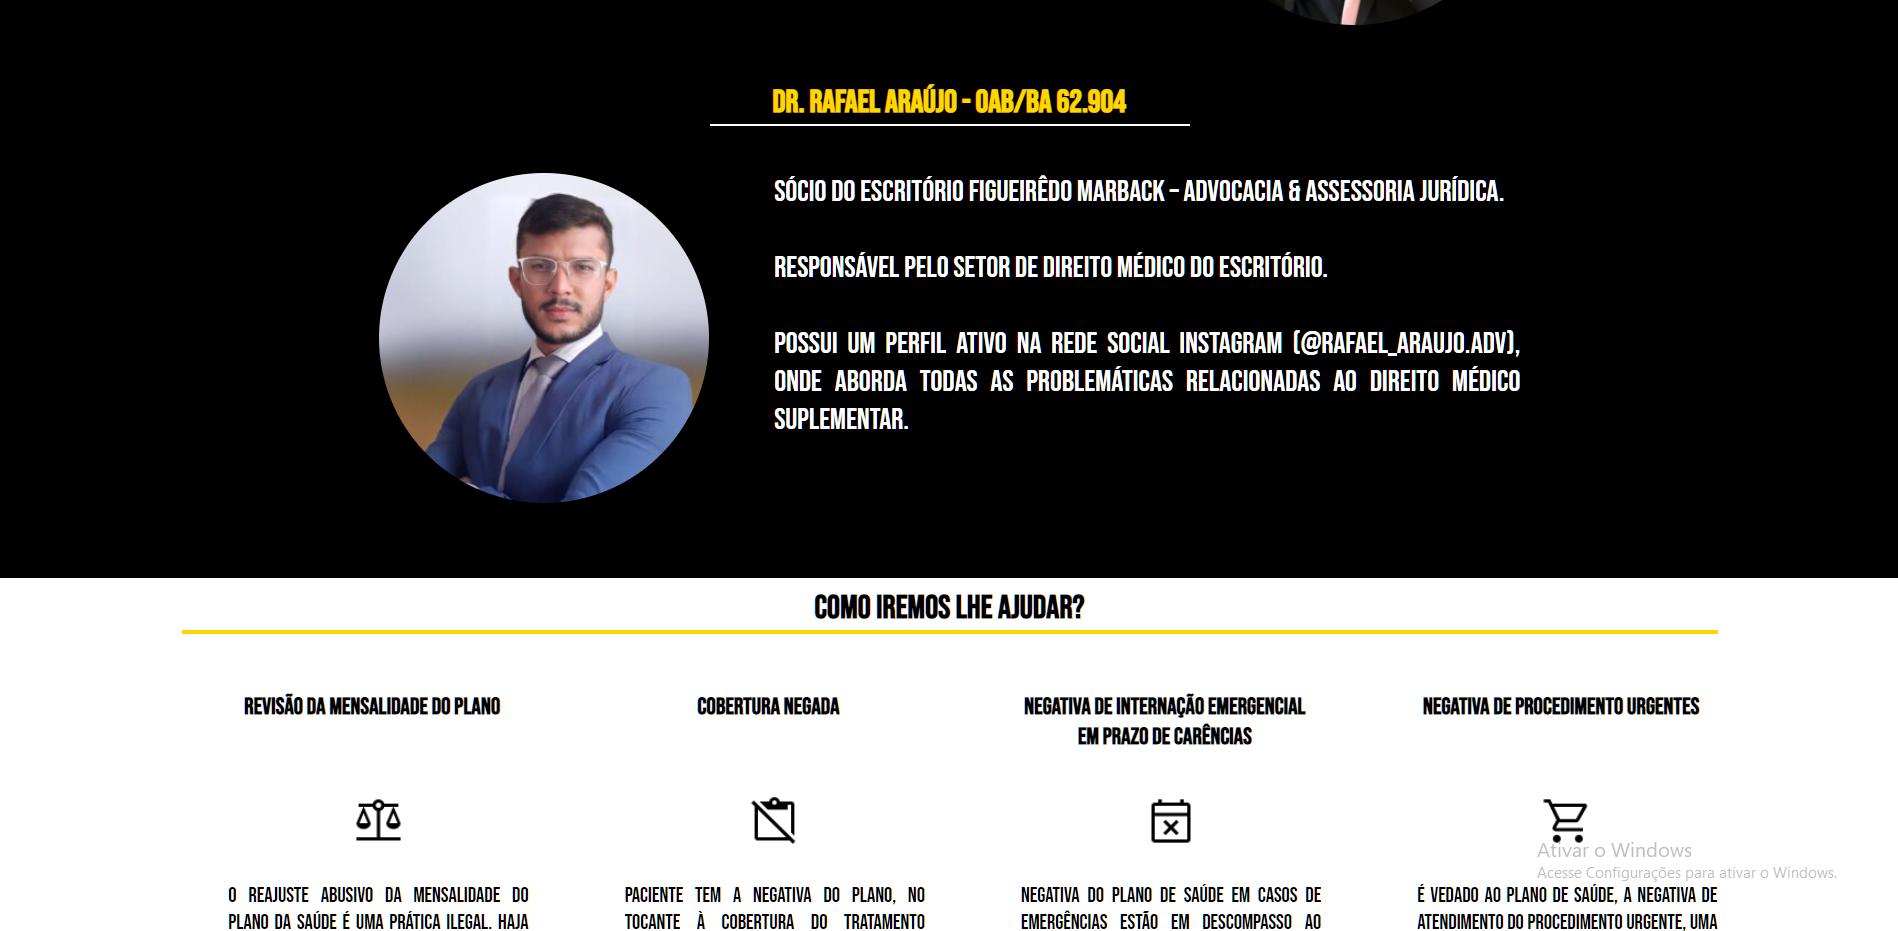 DR. RAFAEL ARAÚJO - OAB/BA 62.904
SÓCIO DO ESCRITÓRIO FIGUEIRÊDO MARBACK – ADVOCACIA & ASSESSORIA JURÍDICA.
RESPONSÁVEL PELO SETOR DE DIREITO MÉDICO DO ESCRITÓRIO.
POSSUI UM PERFIL ATIVO NA REDE SOCIAL INSTAGRAM (@RAFAEL_ARAUJO.ADV),
ONDE ABORDA TODAS AS PROBLEMÁTICAS RELACIONADAS AO DIREITO MÉDICO
SUPLEMENTAR.
COMO IREMOS LHE AJUDAR?
REVISÃO DA MENSALIDADE DO PLANO
O REAJUSTE ABUSIVO DA MENSALIDADE DO
PLANO DA SAÚDE É UMA PRÁTICA ILEGAL. HAJA
COBERTURA NEGADA
PACIENTE TEM A NEGATIVA DO PLANO, NO
TOCANTE À COBERTURA DO TRATAMENTO
NEGATIVA DE INTERNAÇÃO EMERGENCIAL
EM PRAZO DE CARÊNCIAS
NEGATIVA DO PLANO DE SAÚDE EM CASOS DE
EMERGÊNCIAS ESTÃO EM DESCOMPASSO AO
NEGATIVA DE PROCEDIMENTO URGENTES
É VEDADO AO PLANO DE SAÚDE, A NEGATIVA DE
ATENDIMENTO DO PROCEDIMENTO URGENTE, UMA
Ativar o Windows
Acesse Configurações para ativar o Windows.